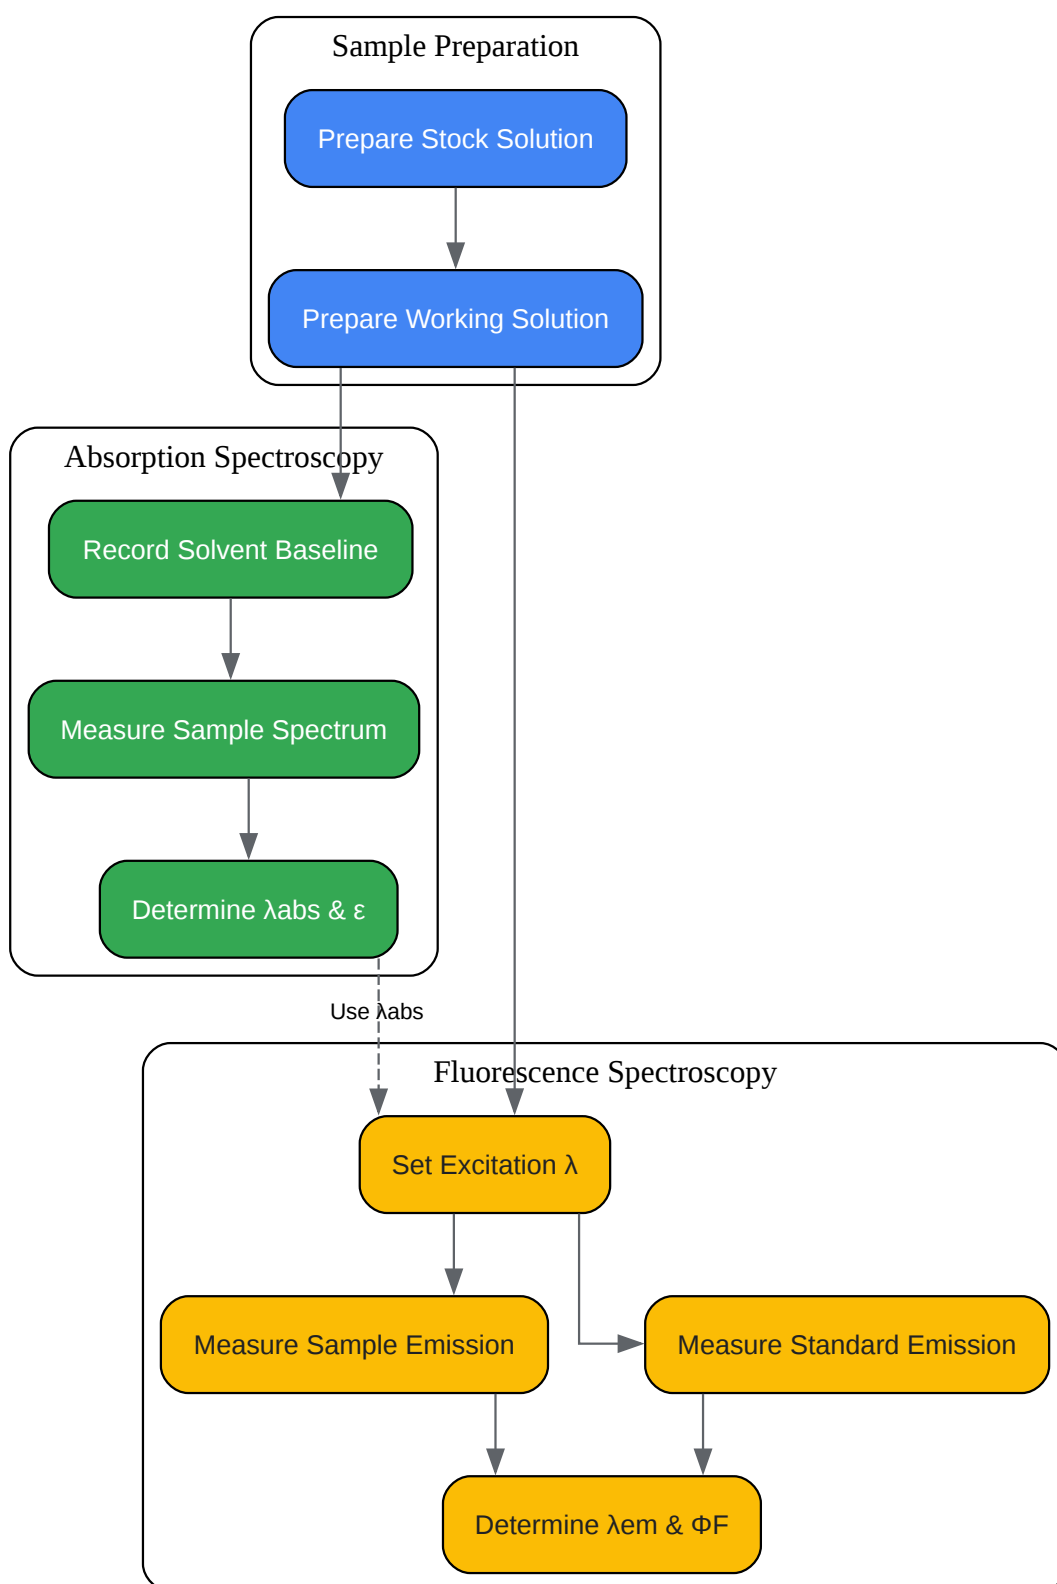 Sample Preparation
Prepare Stock Solution
Prepare Working Solution
Absorption Spectroscopy
Record Solvent Baseline
Measure Sample Spectrum
Determine λabs & ε
Use λabs
Fluorescence Spectroscopy
Set Excitation λ
Measure Sample Emission
Measure Standard Emission
Determine λem & ΦF